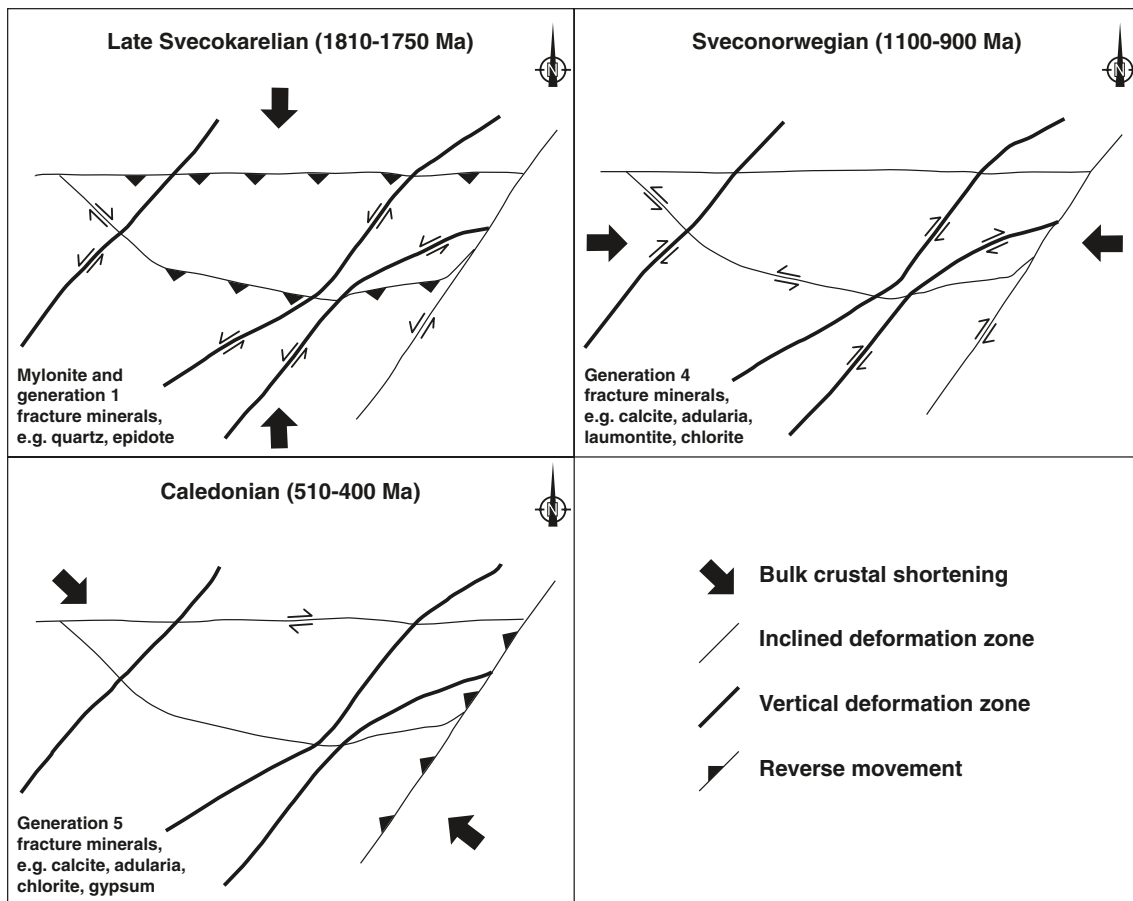 Late Svecokarelian (1810-1750 Ma)
N
Mylonite and
generation 1
fracture minerals,
e.g. quartz, epidote
Sveconorwegian (1100-900 Ma)
N
Generation 4
fracture minerals,
e.g. calcite, adularia,
laumontite, chlorite
Caledonian (510-400 Ma)
N
Generation 5
fracture minerals,
e.g. calcite, adularia,
chlorite, gypsum
Bulk crustal shortening
Inclined deformation zone
Vertical deformation zone
Reverse movement